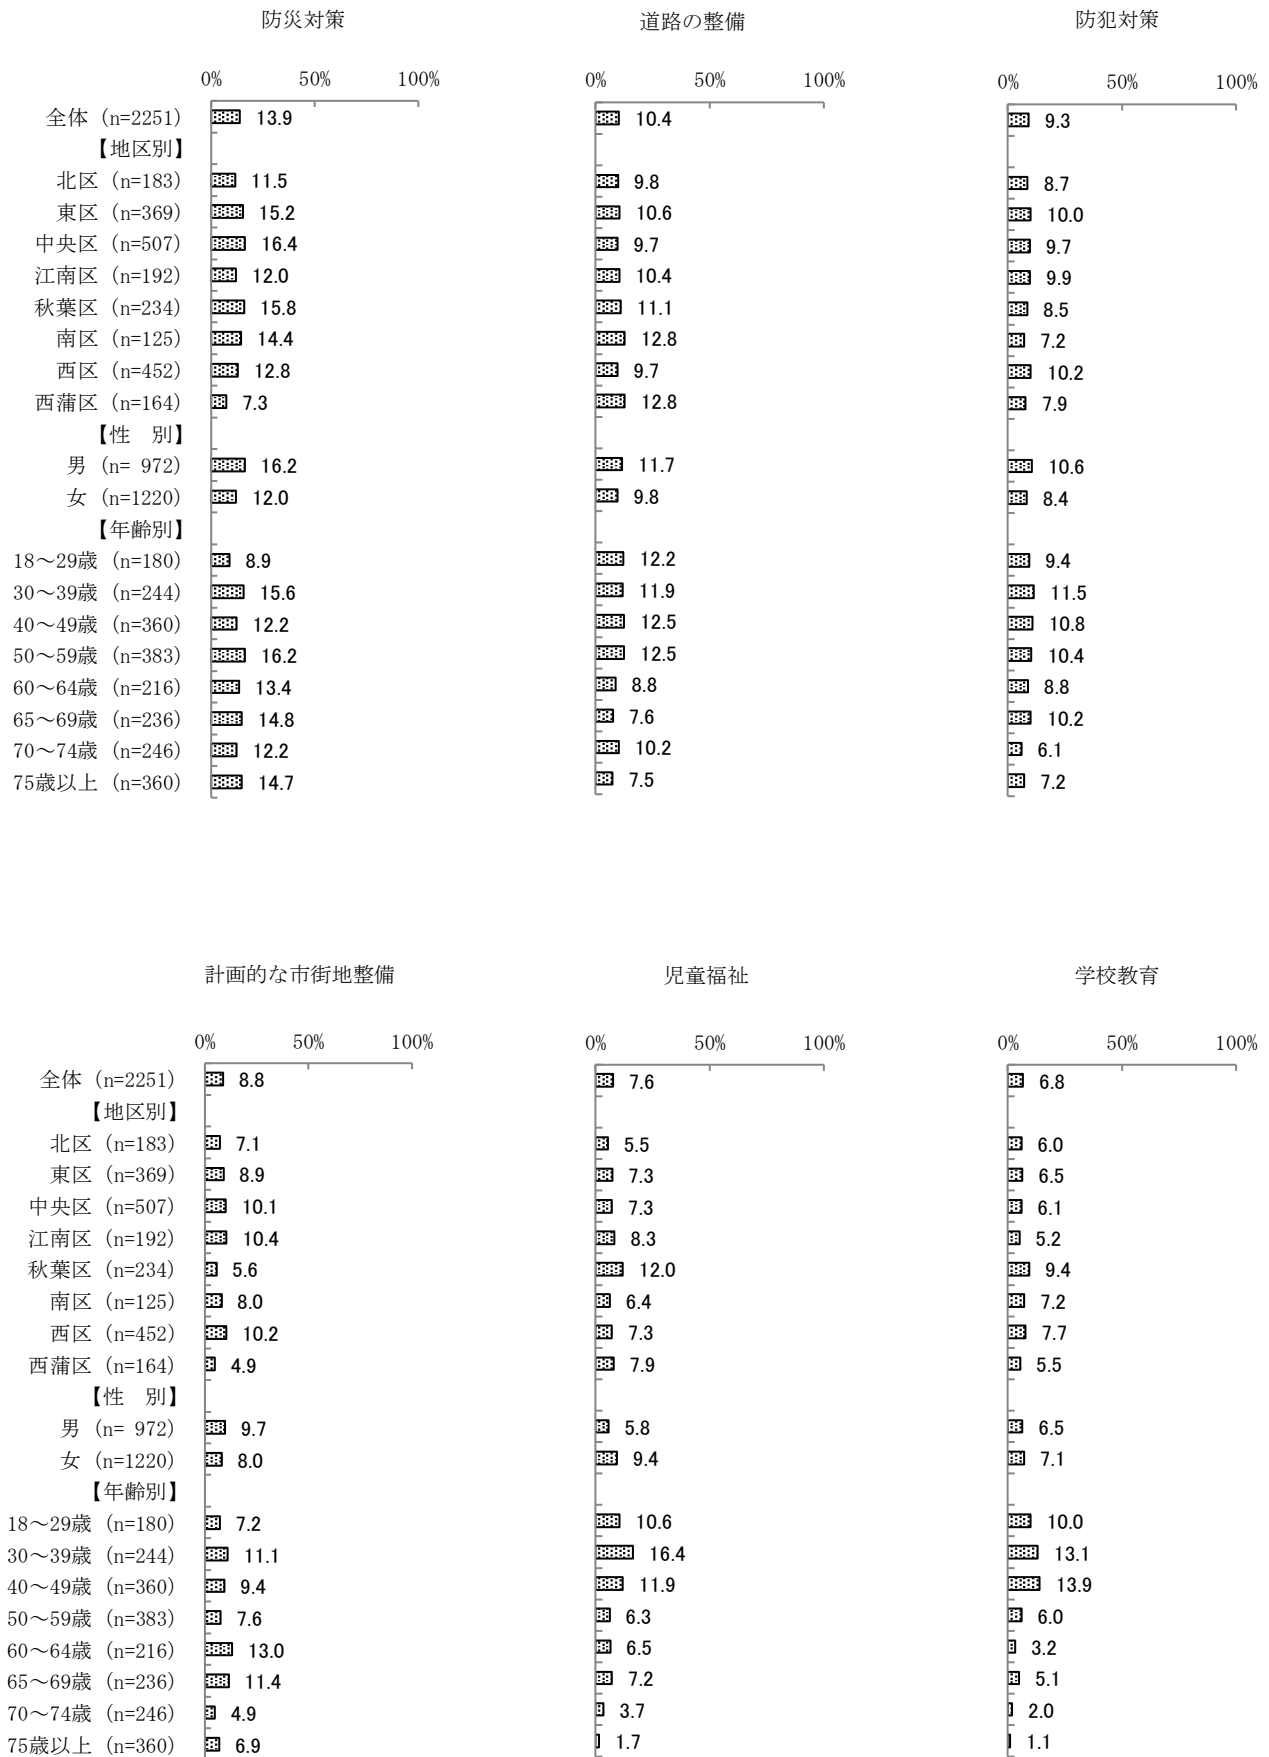 防災対策 道路の整備 防犯対策
0% 50% 100% 0% 50% 100% 0% 50% 100%
全体 (n=2251) 13.9 10.4 9.3
【地区別】
北区 (n=183) 11.5 9.8 8.7
東区 (n=369) 15.2 10.6 10.0
中央区 (n=507) 16.4 9.7 9.7
江南区 (n=192) 12.0 10.4 9.9
秋葉区 (n=234) 15.8 11.1 8.5
南区 (n=125) 14.4 12.8 7.2
西区 (n=452) 12.8 9.7 10.2
西蒲区 (n=164) 7.3 12.8 7.9
【性　別】
男 (n= 972) 16.2 11.7 10.6
女 (n=1220) 12.0 9.8 8.4
【年齢別】
18～29歳 (n=180) 8.9 12.2 9.4
30～39歳 (n=244) 15.6 11.9 11.5
40～49歳 (n=360) 12.2 12.5 10.8
50～59歳 (n=383) 16.2 12.5 10.4
60～64歳 (n=216) 13.4 8.8 8.8
65～69歳 (n=236) 14.8 7.6 10.2
70～74歳 (n=246) 12.2 10.2 6.1
75歳以上 (n=360) 14.7 7.5 7.2
計画的な市街地整備 児童福祉 学校教育
0% 50% 100% 0% 50% 100% 0% 50% 100%
全体 (n=2251) 8.8 7.6 6.8
【地区別】
北区 (n=183) 7.1 5.5 6.0
東区 (n=369) 8.9 7.3 6.5
中央区 (n=507) 10.1 7.3 6.1
江南区 (n=192) 10.4 8.3 5.2
秋葉区 (n=234) 5.6 12.0 9.4
南区 (n=125) 8.0 6.4 7.2
西区 (n=452) 10.2 7.3 7.7
西蒲区 (n=164) 4.9 7.9 5.5
【性　別】
男 (n= 972) 9.7 5.8 6.5
女 (n=1220) 8.0 9.4 7.1
【年齢別】
18～29歳 (n=180) 7.2 10.6 10.0
30～39歳 (n=244) 11.1 16.4 13.1
40～49歳 (n=360) 9.4 11.9 13.9
50～59歳 (n=383) 7.6 6.3 6.0
60～64歳 (n=216) 13.0 6.5 3.2
65～69歳 (n=236) 11.4 7.2 5.1
70～74歳 (n=246) 4.9 3.7 2.0
75歳以上 (n=360) 6.9 1.7 1.1